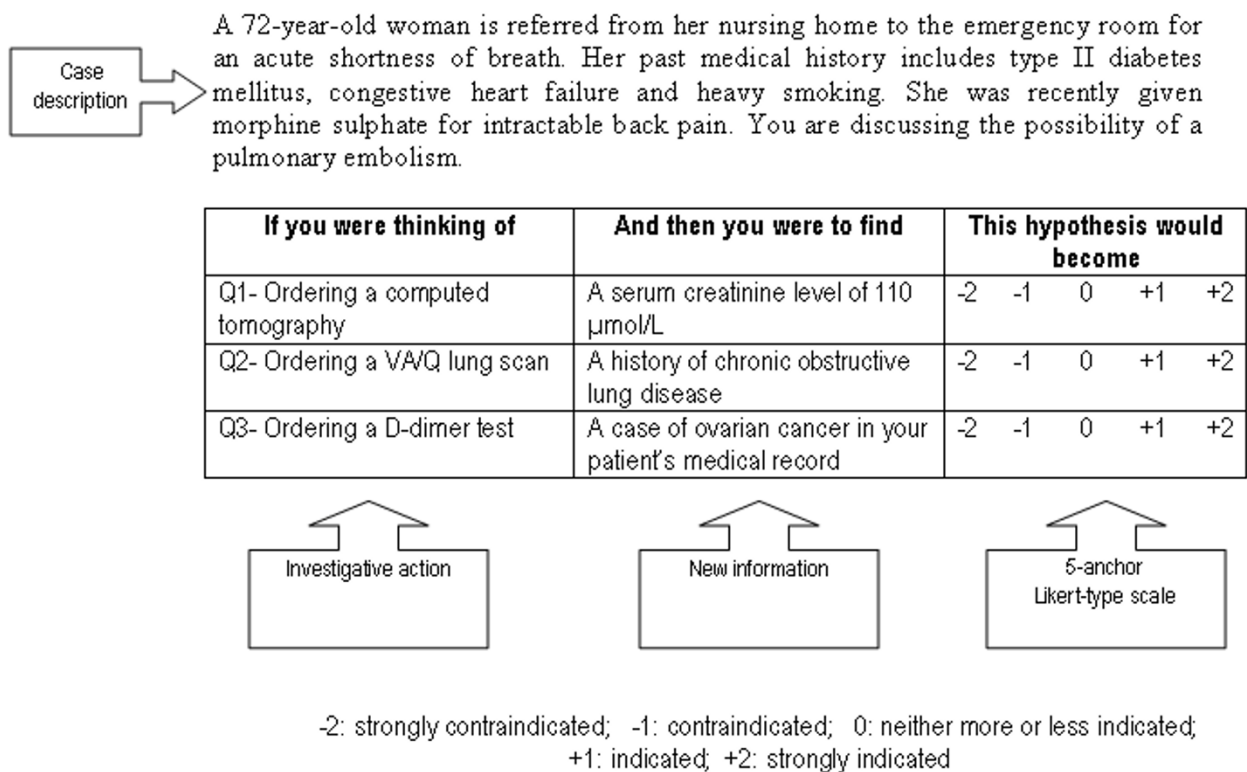 A 72-year-old woman is referred from her nursing home to the emergency room for
an acute shortness of breath. Her past medical history includes type II diabetes
mellitus, congestive heart failure and heavy smoking. She was recently given
morphine sulphate for intractable back pain. You are discussing the possibility of a
pulmonary embolism.
Case
description
If you were thinking of
And then you were to find
This hypothesis would
become
Q1- Ordering a computed
tomography
A serum creatinine level of 110
µmol/L
-2 -1 0 +1 +2
Q2- Ordering a VA/Q lung scan
A history of chronic obstructive
lung disease
-2 -1 0 +1 +2
Q3- Ordering a D-dimer test
A case of ovarian cancer in your
patient's medical record
-2 -1 0 +1 +2
Investigative action
New information
5-anchor
Likert-type scale
-2: strongly contraindicated; -1: contraindicated; 0: neither more or less indicated;
+1: indicated; +2: strongly indicated